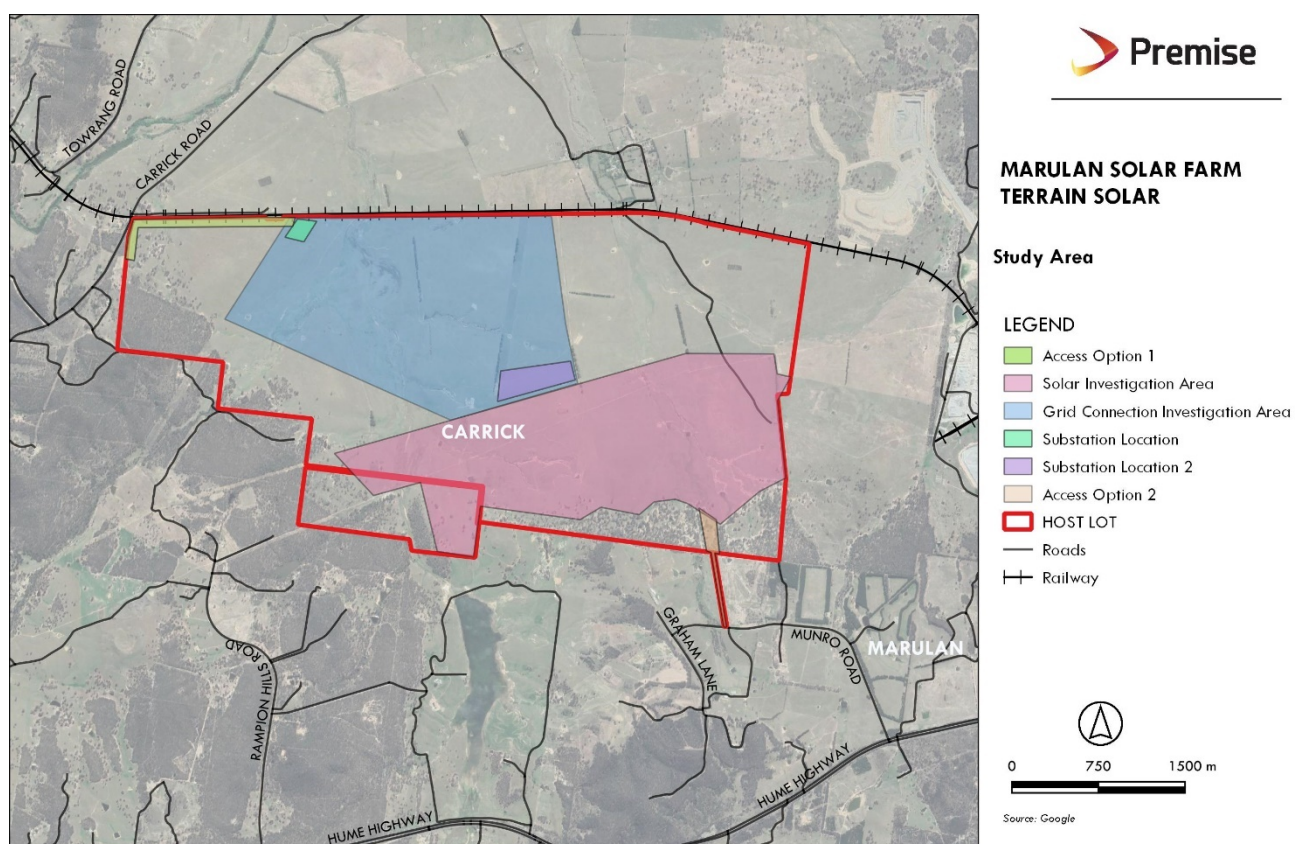 TOWRANG ROAD
CARRICK ROAD
CARRICK
GRAHAM LANE
MUNRO ROAD
MARULAN
RAMPION HILLS ROAD
HUME HIGHWAY
HUME HIGHWAY
Premise
MARULAN SOLAR FARM
TERRAIN SOLAR
Study Area
LEGEND
Access Option 1
Solar Investigation Area
Grid Connection Investigation Area
Substation Location
Substation Location 2
Access Option 2
HOST LOT
Roads
Railway
0 750 1500 m
Source: Google